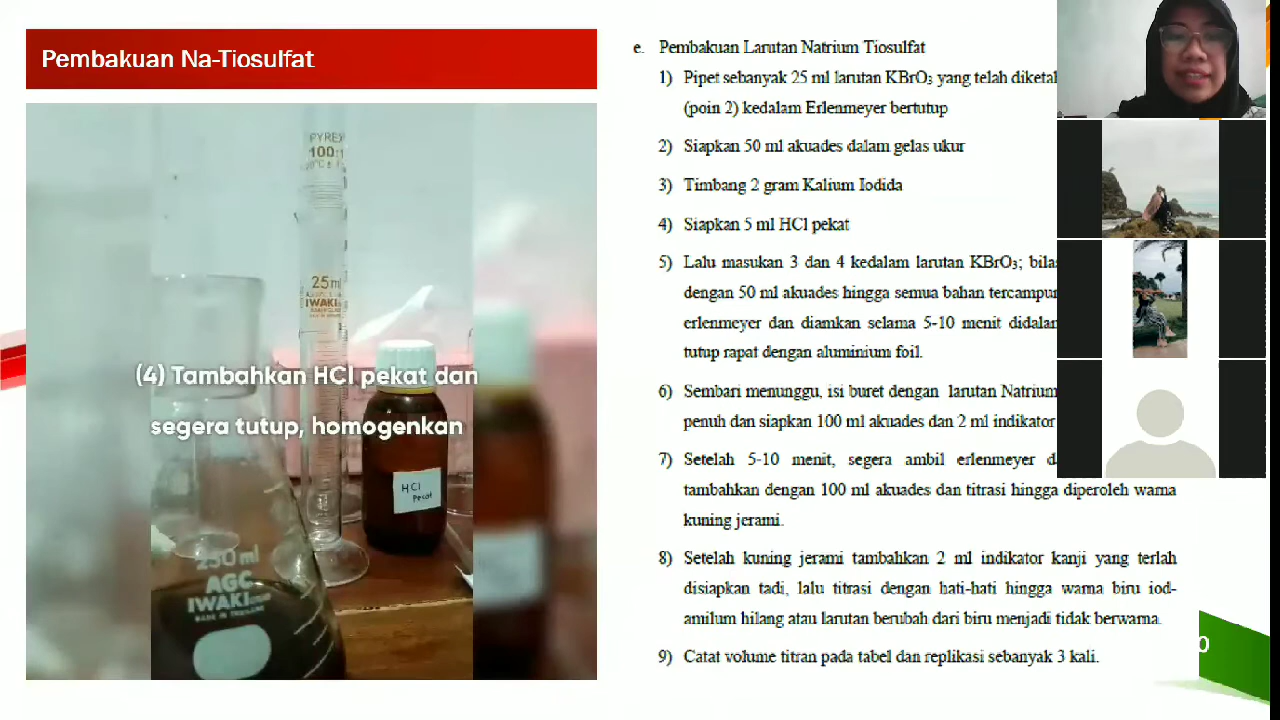 Pembakuan Na-Tiosulfat
PYREX
100:1
25 ml
IWAKI
(4) Tambahkan HCl pekat dan
segera tutup, homogenkan
HCl
Pekat
250 ml
AGC
IWAKI
MADE IN THAILAND
e. Pembakuan Larutan Natrium Tiosulfat
1) Pipet sebanyak 25 ml larutan KBrO₃ yang telah
(poin 2) kedalam Erlenmeyer bertutup
2) Siapkan 50 ml akuades dalam gelas ukur
3) Timbang 2 gram Kalium Iodida
4) Siapkan 5 ml HCl pekat
5) Lalu masukan 3 dan 4 kedalam larutan KBrO₃;
dengan 50 ml akuades hingga semua bahan tercampur
erlenmeyer dan diamkan selama 5-10 menit didalam
tutup rapat dengan aluminium foil.
6) Sembari menunggu, isi buret dengan larutan Natrium
penuh dan siapkan 100 ml akuades dan 2 ml indikator
7) Setelah 5-10 menit, segera ambil erlenmeyer
tambahkan dengan 100 ml akuades dan titrasi hingga diperoleh warna
kuning jerami.
8) Setelah kuning jerami tambahkan 2 ml indikator kanji yang terlah
disiapkan tadi, lalu titrasi dengan hati-hati hingga warna biru iod-
amilum hilang atau larutan berubah dari biru menjadi tidak berwarna.
9) Catat volume titran pada tabel dan replikasi sebanyak 3 kali.
0